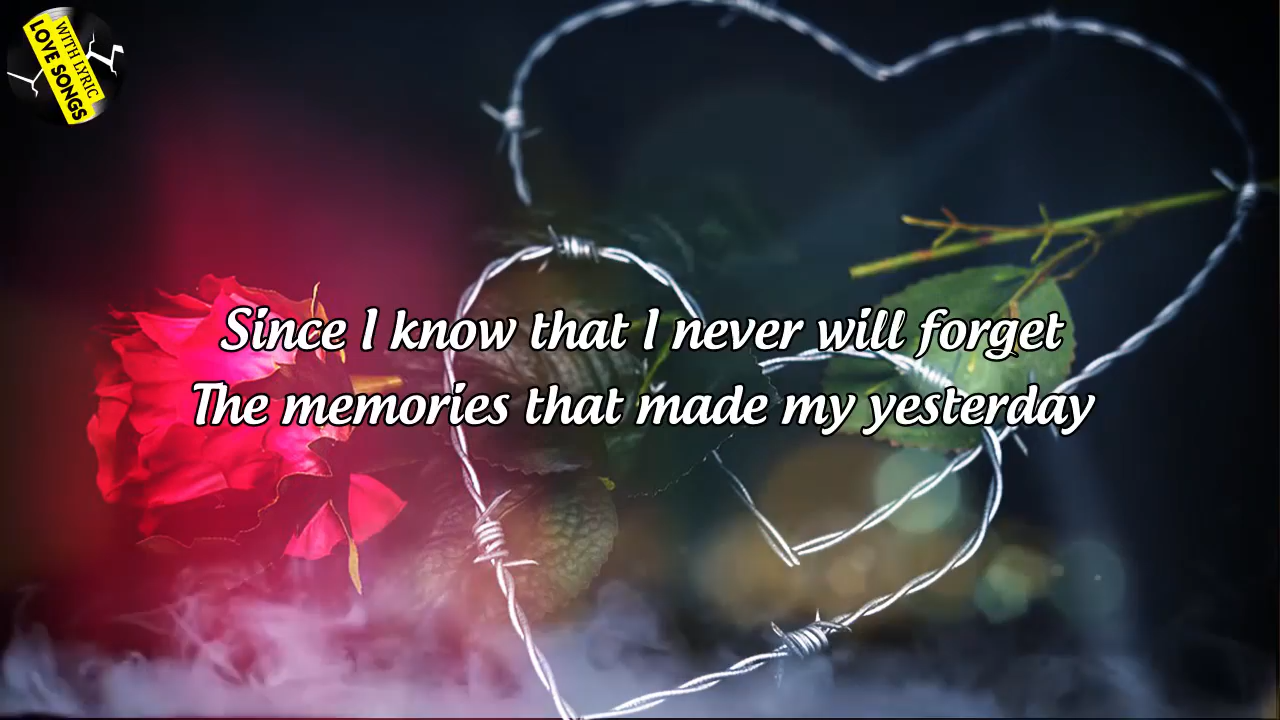 WITH LYRIC
LOVE SONGS
Since I know that I never will forget
The memories that made my yesterday